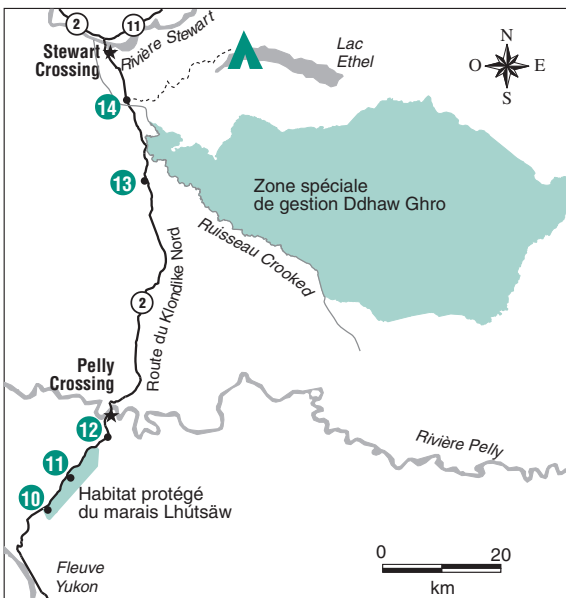 2
11
Stewart
Crossing
Rivière Stewart
Lac
Ethel
N
O
E
S
14
13
Zone spéciale
de gestion Ddhaw Ghro
Ruisseau Crooked
Route du Klondike Nord
2
Pelly
Crossing
12
Rivière Pelly
11
10
Habitat protégé
du marais Lhútsäw
Fleuve
Yukon
0
20
km